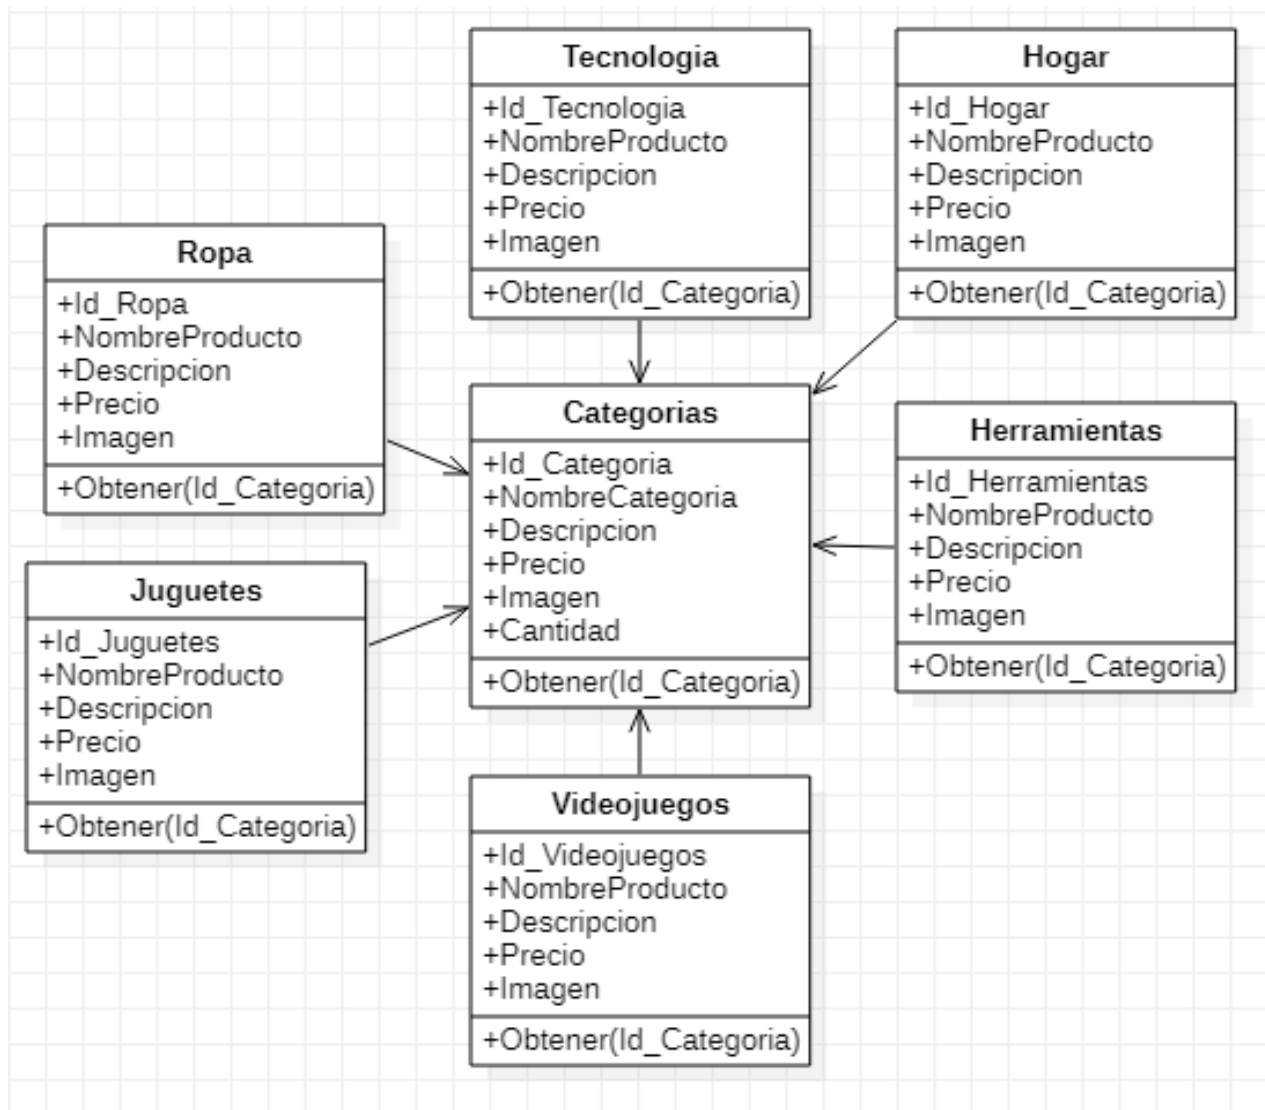 Tecnologia
+Id_Tecnologia
+NombreProducto
+Descripcion
+Precio
+Imagen
+Obtener(Id_Categoria)
Hogar
+Id_Hogar
+NombreProducto
+Descripcion
+Precio
+Imagen
+Obtener(Id_Categoria)
Ropa
+Id_Ropa
+NombreProducto
+Descripcion
+Precio
+Imagen
+Obtener(Id_Categoria)
Categorias
+Id_Categoria
+NombreCategoria
+Descripcion
+Precio
+Imagen
+Cantidad
+Obtener(Id_Categoria)
Herramientas
+Id_Herramientas
+NombreProducto
+Descripcion
+Precio
+Imagen
+Obtener(Id_Categoria)
Juguetes
+Id_Juguetes
+NombreProducto
+Descripcion
+Precio
+Imagen
+Obtener(Id_Categoria)
Videojuegos
+Id_Videojuegos
+NombreProducto
+Descripcion
+Precio
+Imagen
+Obtener(Id_Categoria)